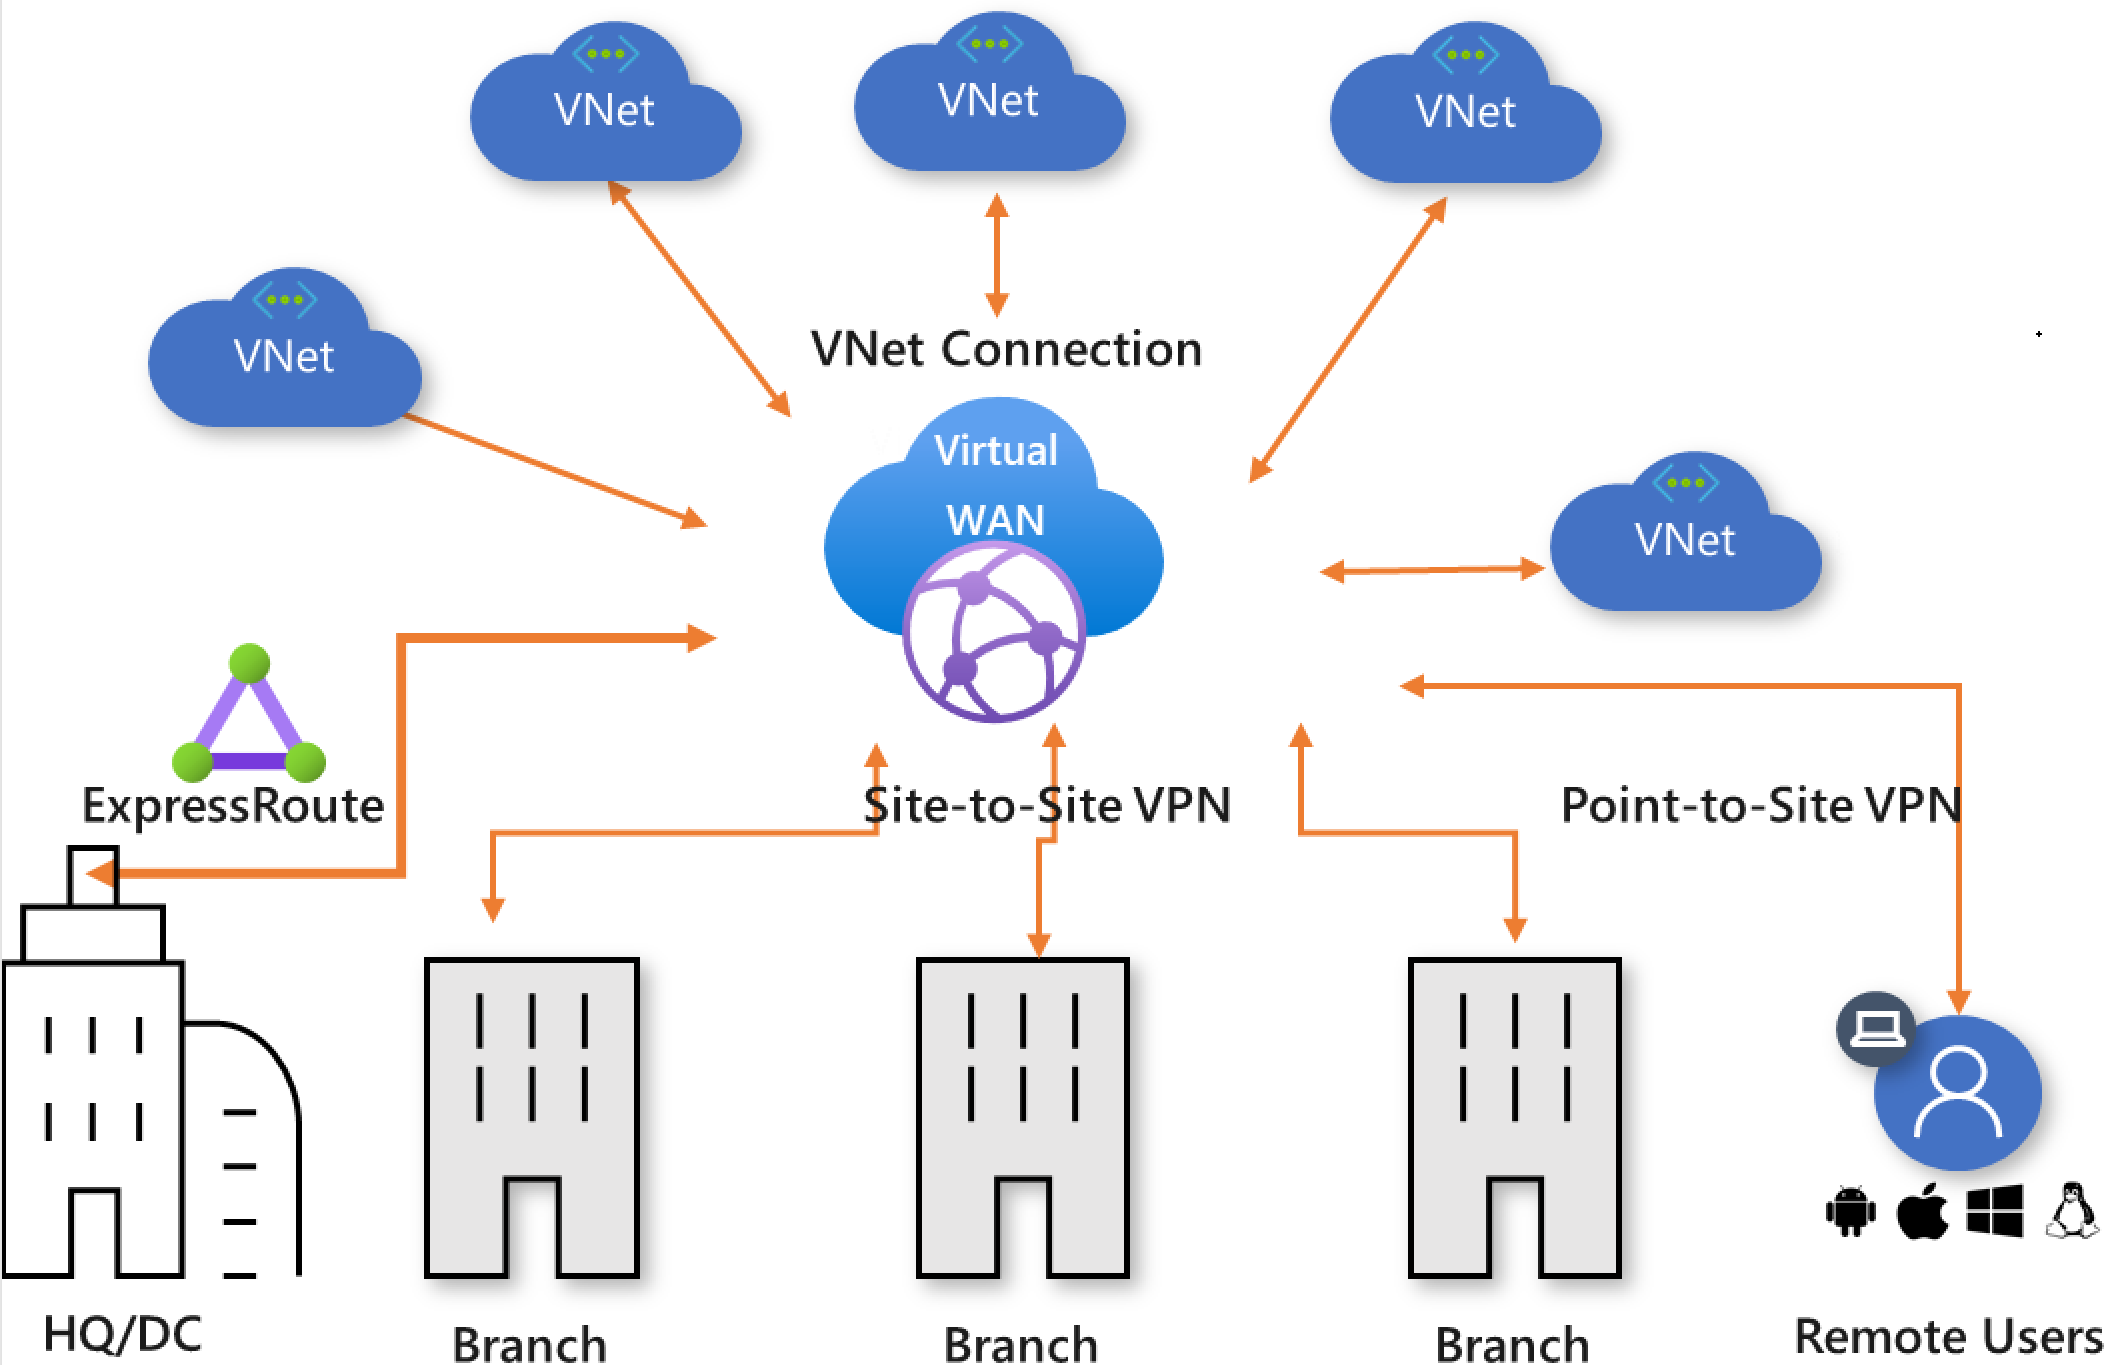 VNet
VNet
VNet
VNet
VNet Connection
Virtual
WAN
VNet
ExpressRoute
Site-to-Site VPN
Point-to-Site VPN
HQ/DC
Branch
Branch
Branch
Remote Users